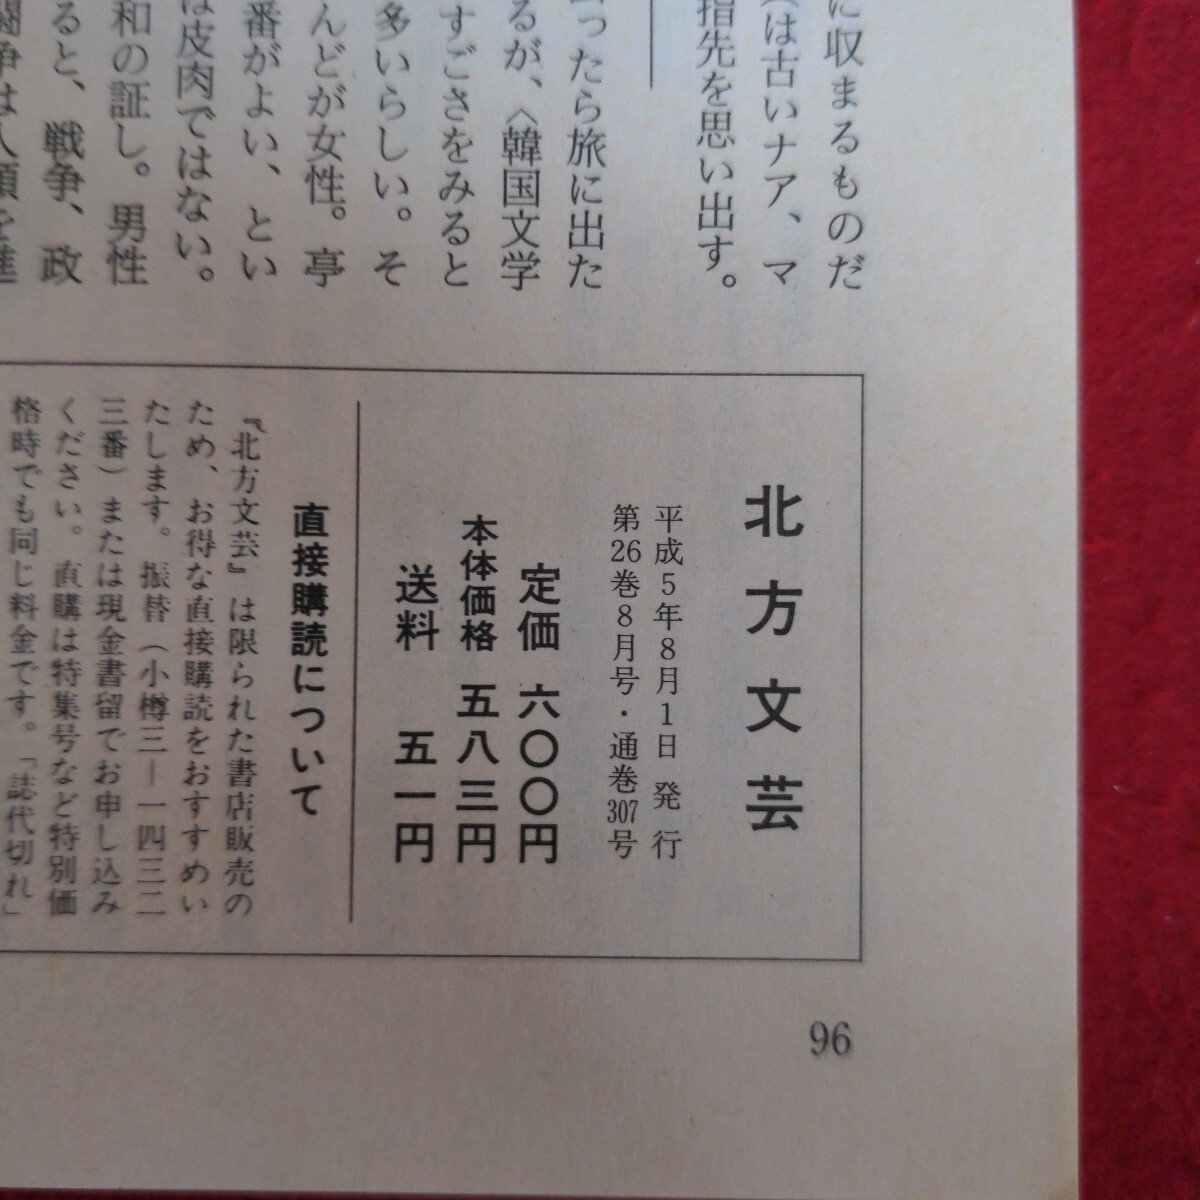 に収まるものだ
は古いナア、マ
指先を思い出す。
ったら旅に出た
るが、〈韓国文学
すごさをみると
多いらしい。そ
んどが女性。亭
番がよい、とい
は皮肉ではない。
和の証し。男性
ると、戦争、政
闘争は人類を進
北方文芸
平成5年8月1日 発行
第26巻8月号・通巻307号
定価 六〇〇円
本体価格 五八三円
送料 五一円
直接購読について
『北方文芸』は限られた書店販売の
ため、お得な直接購読をおすすめい
たします。振替(小樽三―一四三二
三番)または現金書留でお申し込み
ください。直購は特集号など特別価
格時でも同じ料金です。「誌代切れ」
96